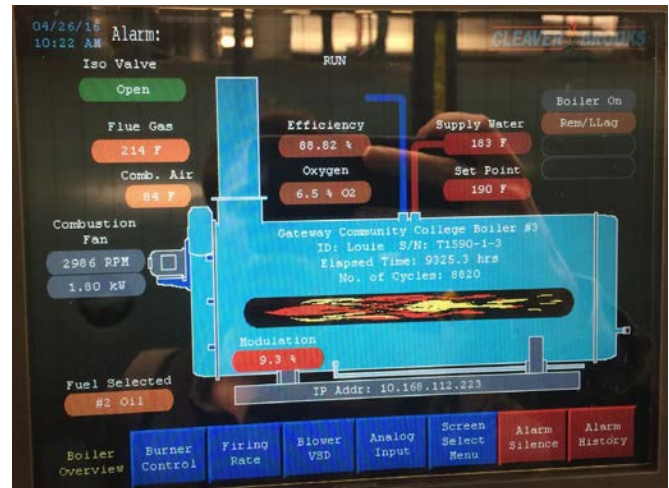 04/26/16
10:22 AM
Alarm:
CLEAVER BROOKS
Iso Valve
Open
RUN
Boiler On
Rem/LLag
Flue Gas
214 F
Efficiency
88.82 %
Supply Water
183 F
Comb. Air
84 F
Oxygen
6.5 % O2
Set Point
190 F
Combustion
Fan
2986 RPM
1.80 kW
Gateway Community College Boiler #3
ID: Louie S/N: T1590-1-3
Elapsed Time: 9325.3 hrs
No. of Cycles: 8820
Modulation
9.3 %
Fuel Selected
#2 Oil
IP Addr: 10.168.112.223
Boiler
Overview
Burner
Control
Firing
Rate
Blower
VSD
Analog
Input
Screen
Select
Menu
Alarm
Silence
Alarm
History